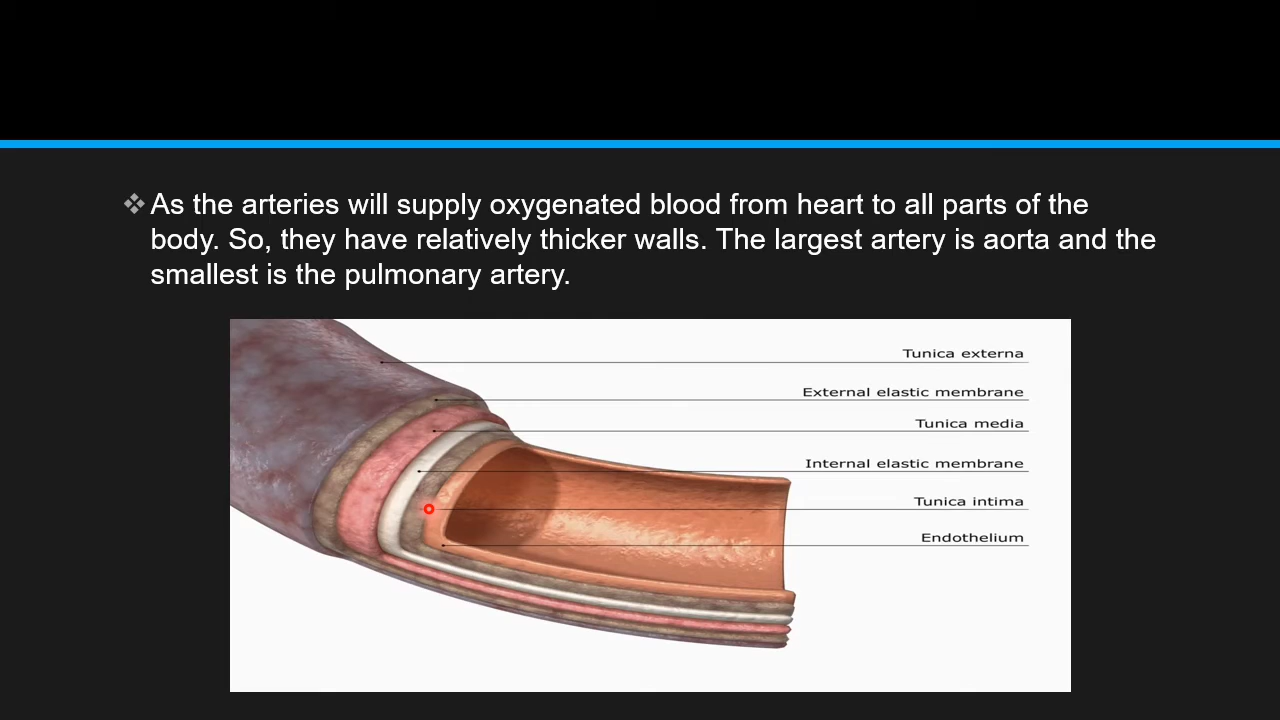 ❖ As the arteries will supply oxygenated blood from heart to all parts of the
body. So, they have relatively thicker walls. The largest artery is aorta and the
smallest is the pulmonary artery.
Tunica externa
External elastic membrane
Tunica media
Internal elastic membrane
Tunica intima
Endothelium